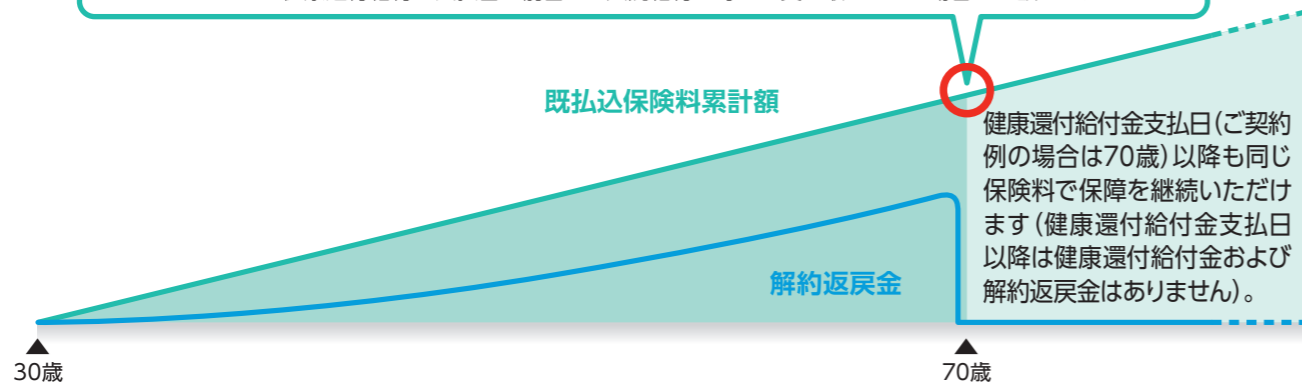 既払込保険料累計額
健康還付給付金支払日(ご契約
例の場合は70歳)以降も同じ
保険料で保障を継続いただけ
ます(健康還付給付金支払日
以降は健康還付給付金および
解約返戻金はありません)。
解約返戻金
30歳
70歳